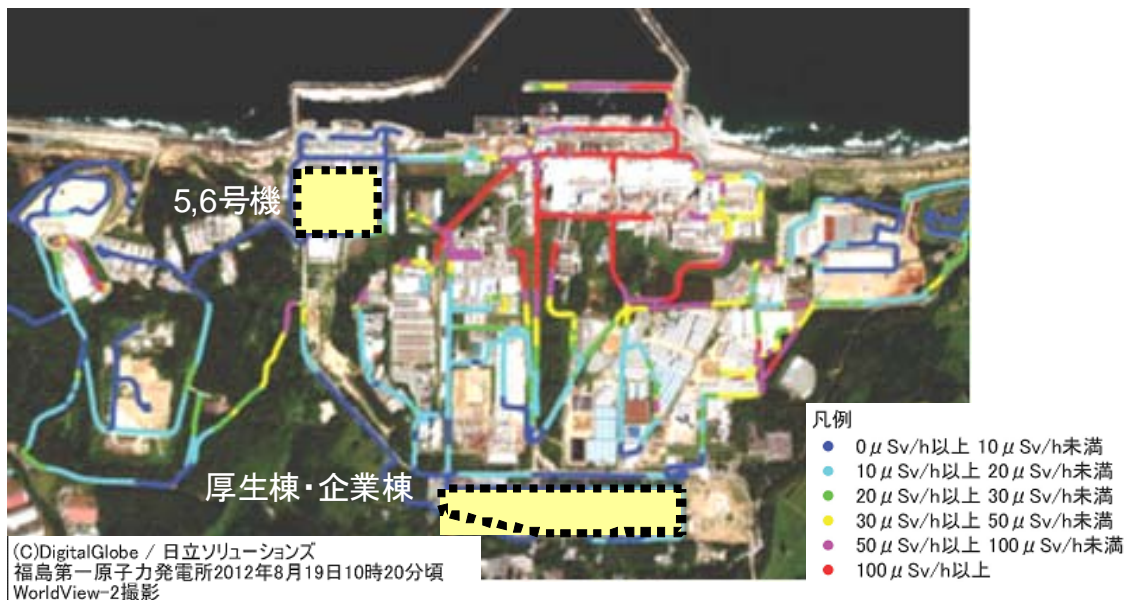 5,6号機
厚生棟・企業棟
凡例
0μSv/h以上 10μSv/h未満
10μSv/h以上 20μSv/h未満
20μSv/h以上 30μSv/h未満
30μSv/h以上 50μSv/h未満
50μSv/h以上 100μSv/h未満
100μSv/h以上
(C)DigitalGlobe / 日立ソリューションズ
福島第一原子力発電所2012年8月19日10時20分頃
WorldView-2撮影